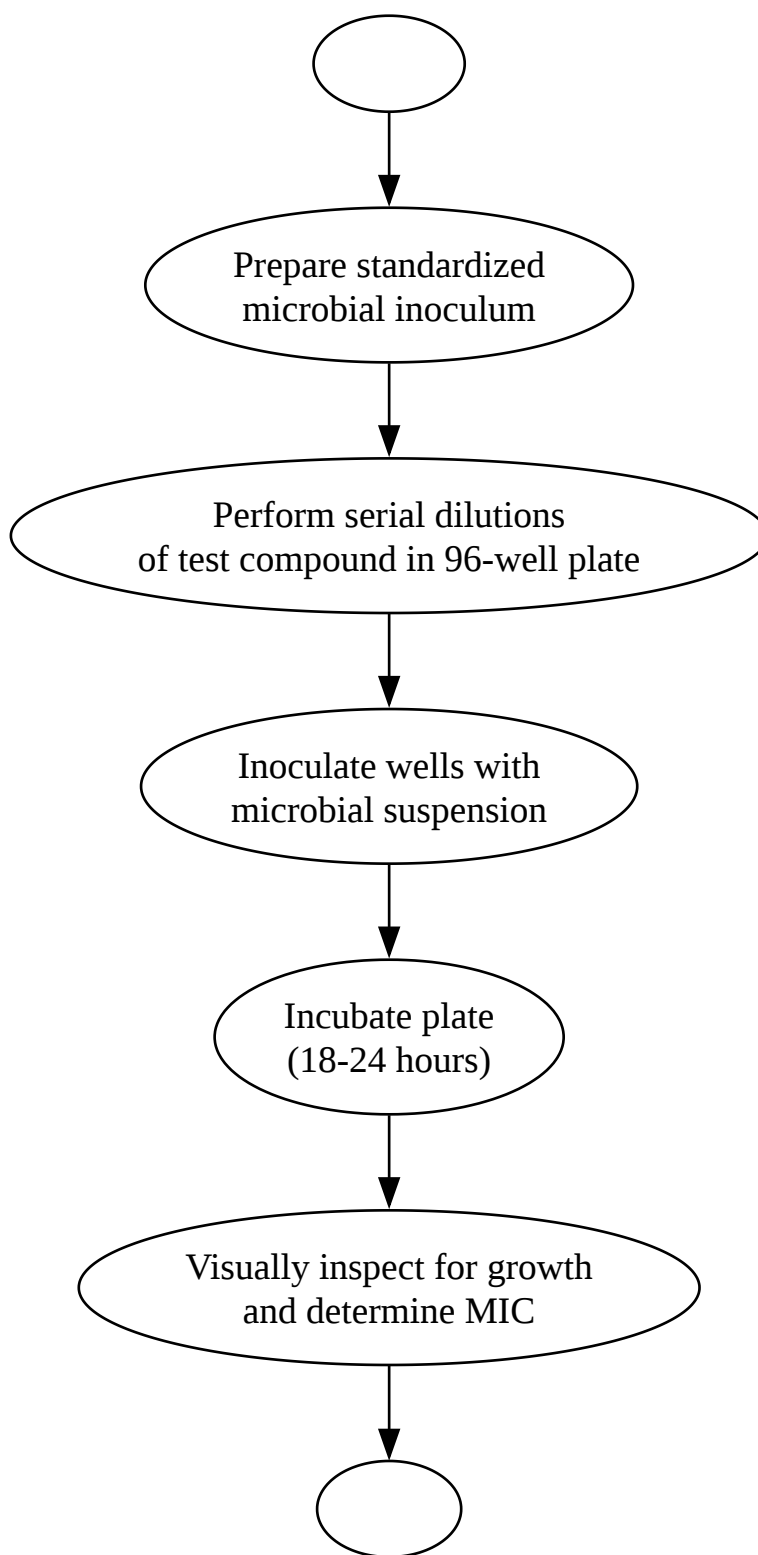 Prepare standardized
microbial inoculum
Perform serial dilutions
of test compound in 96-well plate
Inoculate wells with
microbial suspension
Incubate plate
(18-24 hours)
Visually inspect for growth
and determine MIC